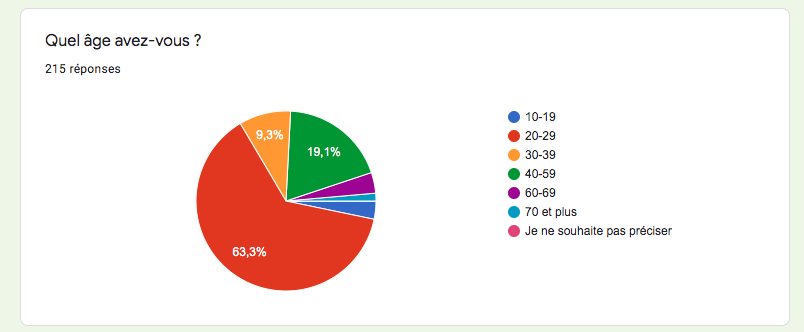 Quel âge avez-vous ?
215 réponses
9,3%
19,1%
63,3%
10-19
20-29
30-39
40-59
60-69
70 et plus
Je ne souhaite pas préciser